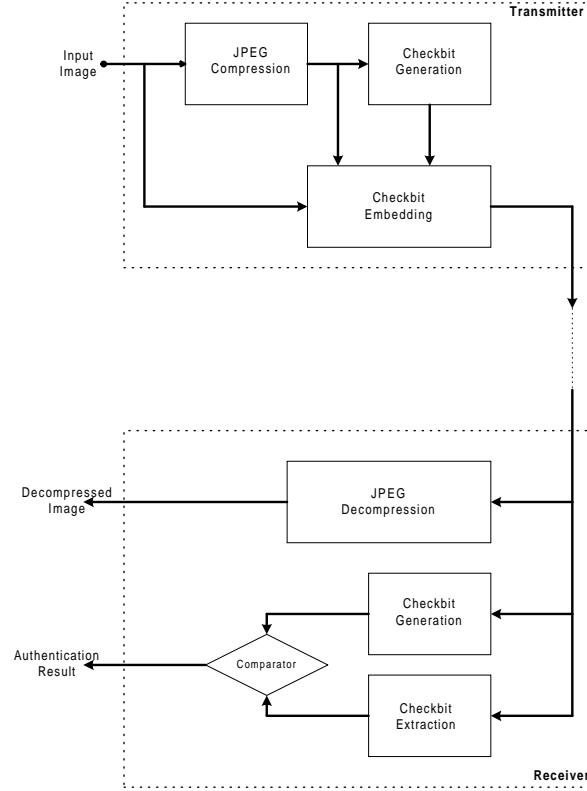 Transmitter
Input
Image
JPEG
Compression
Checkbit
Generation
Checkbit
Embedding
JPEG
Decompression
Decompressed
Image
Checkbit
Generation
Authentication
Result
Comparator
Checkbit
Extraction
Receiver